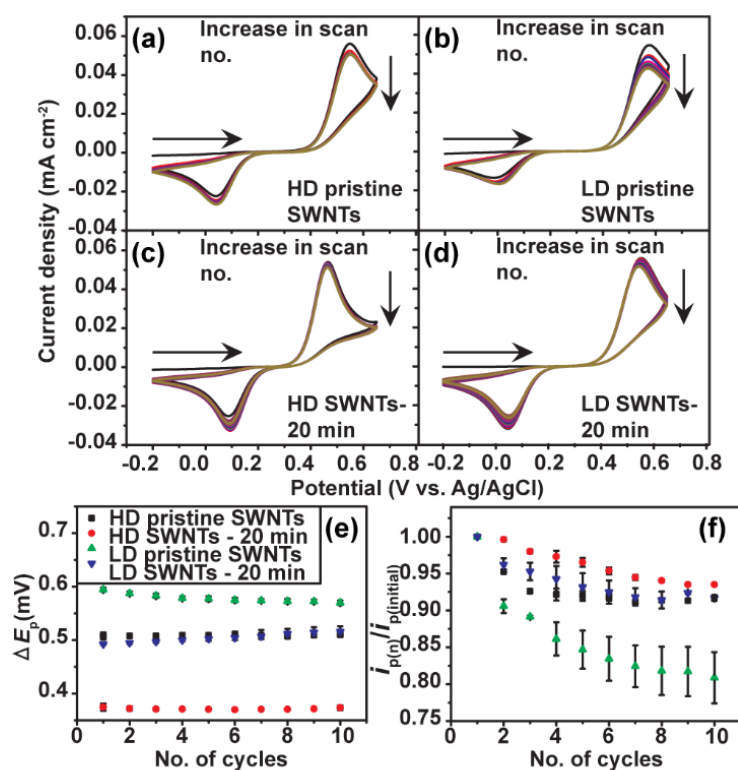 (a) Increase in scan
no.
(b) Increase in scan
no.
0.06
0.04
0.02
0.00
-0.02
-0.04
HD pristine
SWNTs
LD pristine
SWNTs
(c) Increase in scan
no.
(d) Increase in scan
no.
0.06
0.04
0.02
0.00
-0.02
-0.04
HD SWNTs-
20 min
LD SWNTs-
20 min
Current density (mA cm⁻²)
-0.2 0.0 0.2 0.4 0.6 0.8 -0.2 0.0 0.2 0.4 0.6 0.8
Potential (V vs. Ag/AgCl)
(e)
HD pristine SWNTs
HD SWNTs - 20 min
LD pristine SWNTs
LD SWNTs - 20 min
0.7
0.6
0.5
0.4
0.3
ΔEp(mV)
0 2 4 6 8 10
No. of cycles
(f)
1.00
0.95
0.90
0.85
0.80
0.75
ip(n)/ip(initial)
0 2 4 6 8 10
No. of cycles